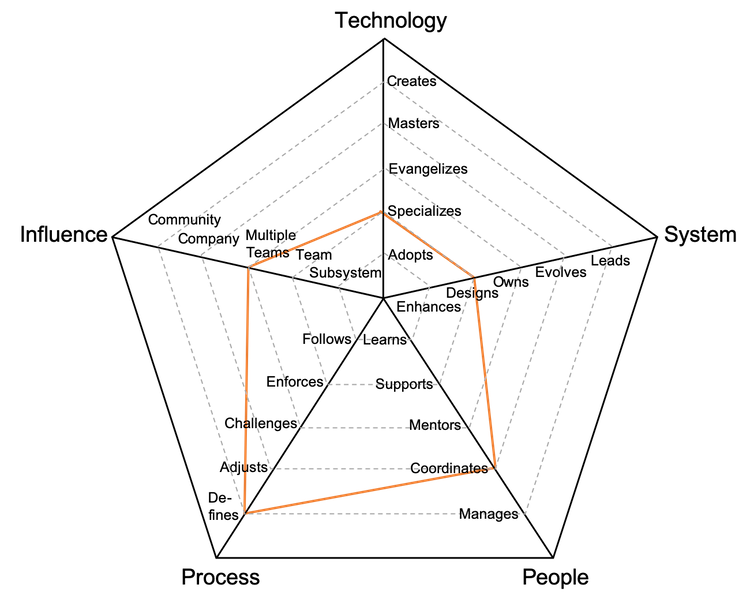 Technology
Creates
Masters
Evangelizes
Specializes
Adopts
Influence
Community
Company
Multiple
Teams
Team
Subsystem
System
Leads
Evolves
Owns
Designs
Enhances
Follows
Learns
Enforces
Supports
Challenges
Mentors
Adjusts
Coordinates
De-
fines
Manages
Process
People